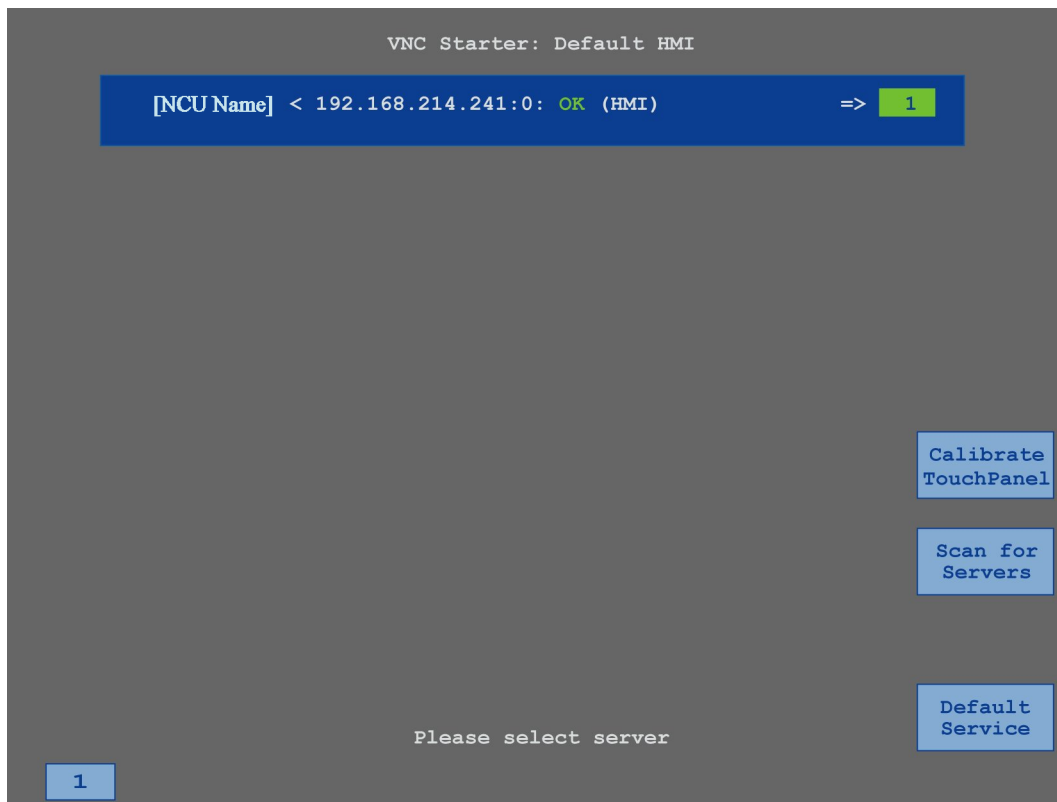 VNC Starter: Default HMI
[NCU Name] < 192.168.214.241:0: OK (HMI) => 1
Calibrate
TouchPanel
Scan for
Servers
Default
Service
Please select server
1